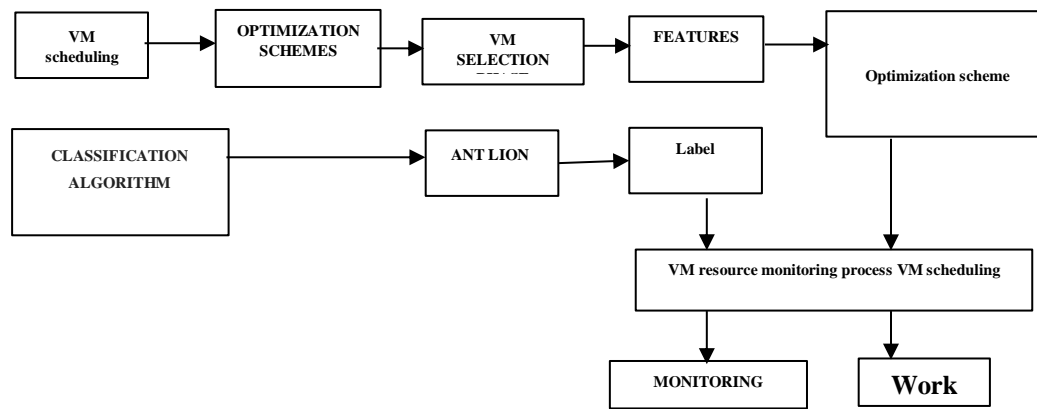 VM
scheduling
OPTIMIZATION
SCHEMES
VM
SELECTION
FEATURES
Optimization scheme
CLASSIFICATION
ALGORITHM
ANT LION
Label
VM resource monitoring process VM scheduling
MONITORING
Work